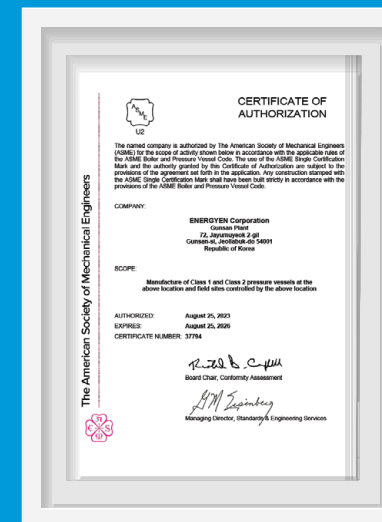 ASME
U2
CERTIFICATE OF
AUTHORIZATION
The named company is authorized by The American Society of Mechanical Engineers
(ASME) for the scope of activity shown below in accordance with the applicable rules of
the ASME Boiler and Pressure Vessel Code. The use of the ASME Single Certification
Mark and the authority granted by this Certificate of Authorization are subject to the
provisions of the agreement set forth in the application. Any construction stamped with
the ASME Single Certification Mark shall have been built strictly in accordance with the
provisions of the ASME Boiler and Pressure Vessel Code.
COMPANY:
ENERGYEN Corporation
Gunsan Plant
72, Jayumuyeok 2-gil
Gunsan-si, Jeollabuk-do 54001
Republic of Korea
SCOPE:
Manufacture of Class 1 and Class 2 pressure vessels at the
above location and field sites controlled by the above location
AUTHORIZED: August 25, 2023
EXPIRES: August 25, 2026
CERTIFICATE NUMBER: 37794
Board Chair, Conformity Assessment
Managing Director, Standards & Engineering Services
The American Society of Mechanical Engineers